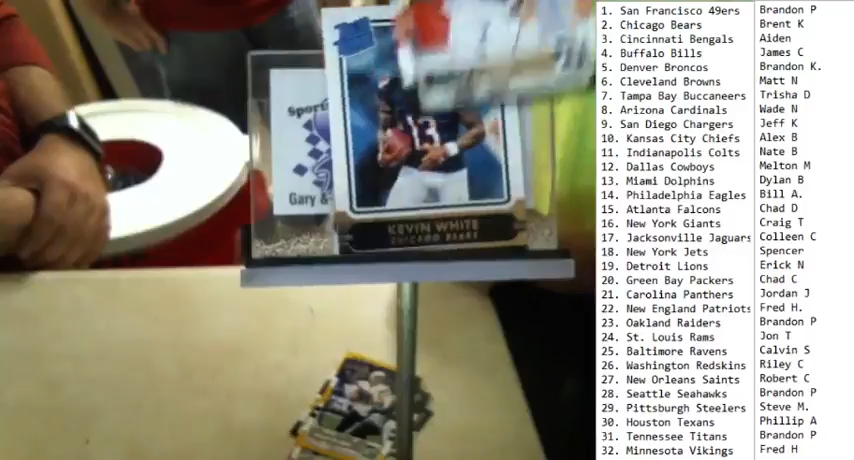 Sport
Gary &
13
KEVIN WHITE
CHICAGO BEARS
1. San Francisco 49ers Brandon P
2. Chicago Bears Brent K
3. Cincinnati Bengals Aiden
4. Buffalo Bills James C
5. Denver Broncos Brandon K.
6. Cleveland Browns Matt N
7. Tampa Bay Buccaneers Trisha D
8. Arizona Cardinals Wade N
9. San Diego Chargers Jeff K
10. Kansas City Chiefs Alex B
11. Indianapolis Colts Nate B
12. Dallas Cowboys Melton M
13. Miami Dolphins Dylan B
14. Philadelphia Eagles Bill A.
15. Atlanta Falcons Chad D
16. New York Giants Craig T
17. Jacksonville Jaguars Colleen C
18. New York Jets Spencer
19. Detroit Lions Erick N
20. Green Bay Packers Chad C
21. Carolina Panthers Jordan J
22. New England Patriots Fred H.
23. Oakland Raiders Brandon P
24. St. Louis Rams Jon T
25. Baltimore Ravens Calvin S
26. Washington Redskins Riley C
27. New Orleans Saints Robert C
28. Seattle Seahawks Brandon P
29. Pittsburgh Steelers Steve M.
30. Houston Texans Phillip A
31. Tennessee Titans Brandon P
32. Minnesota Vikings Fred H